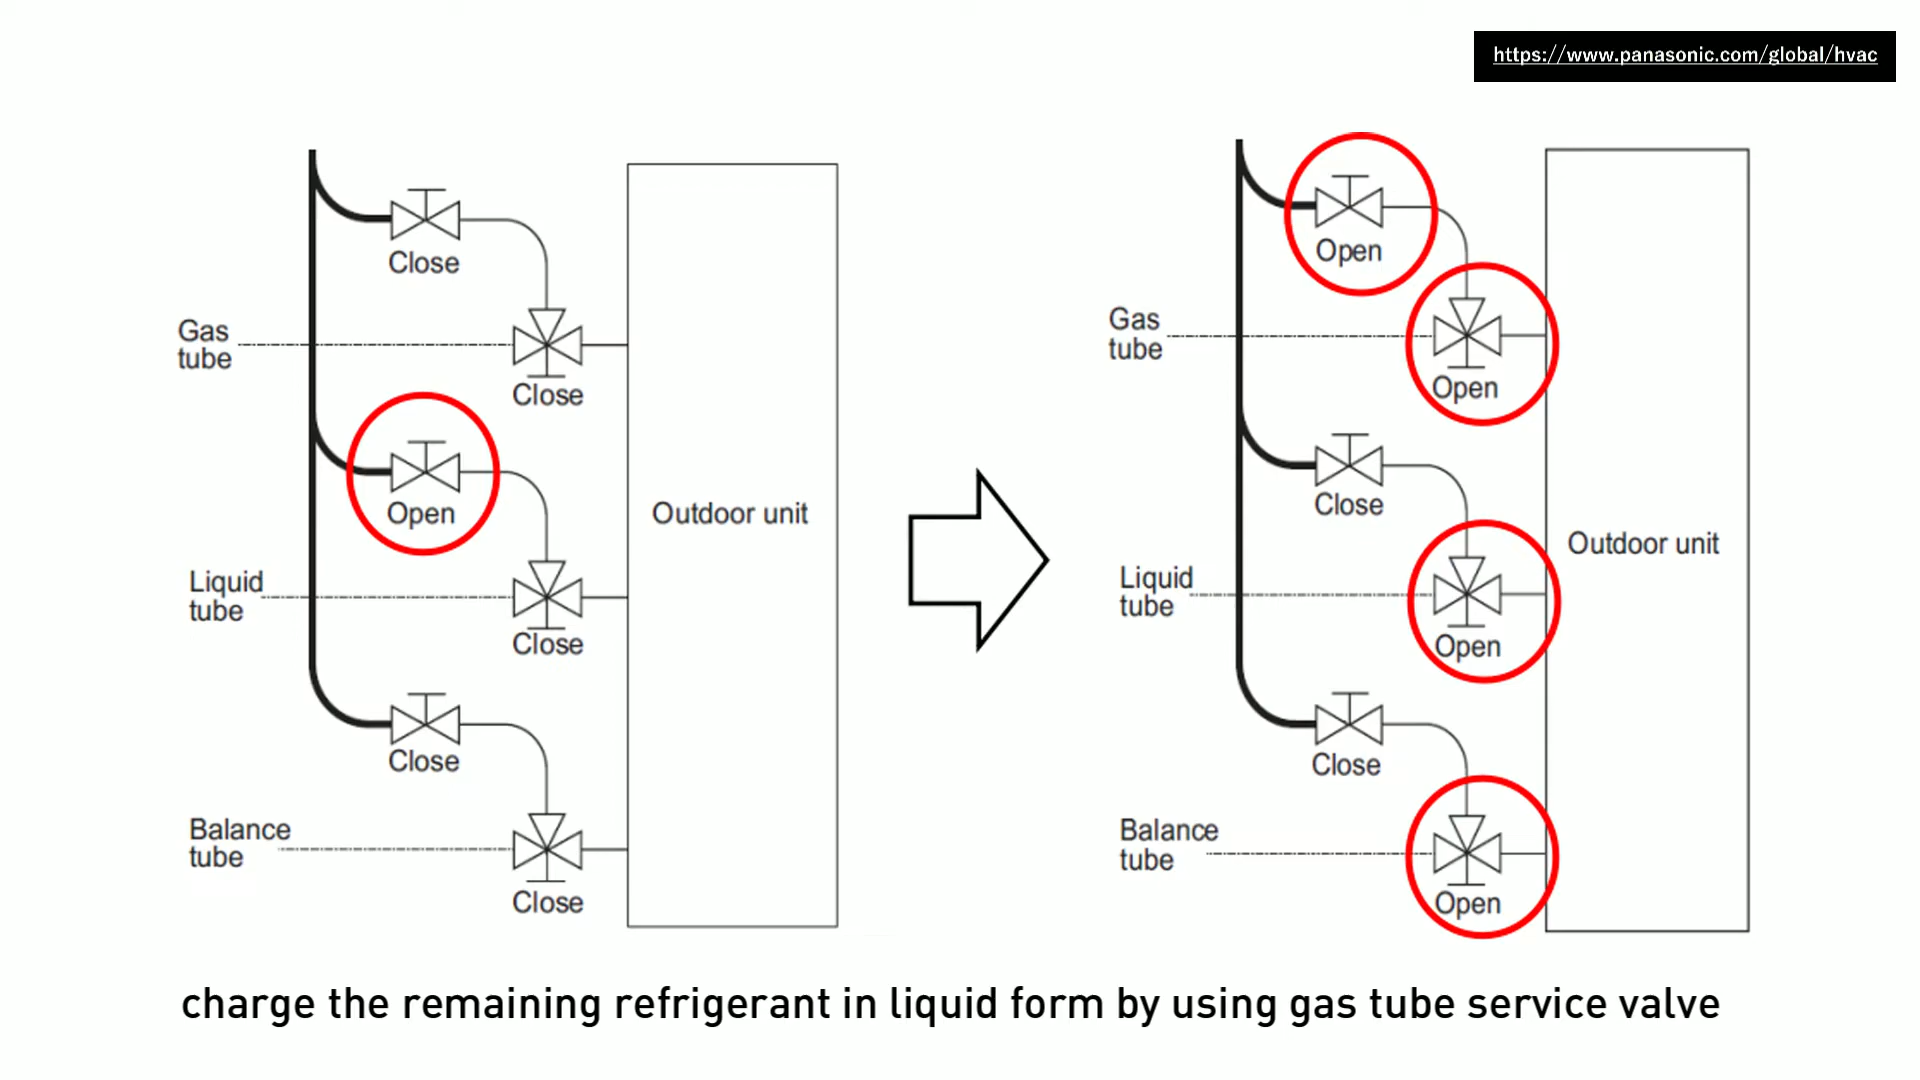 https://www.panasonic.com/global/hvac
Close
Gas
tube
Close
Open
Liquid
tube
Close
Close
Balance
tube
Close
Outdoor unit
Open
Gas
tube
Open
Close
Liquid
tube
Open
Close
Balance
tube
Open
Outdoor unit
charge the remaining refrigerant in liquid form by using gas tube service valve